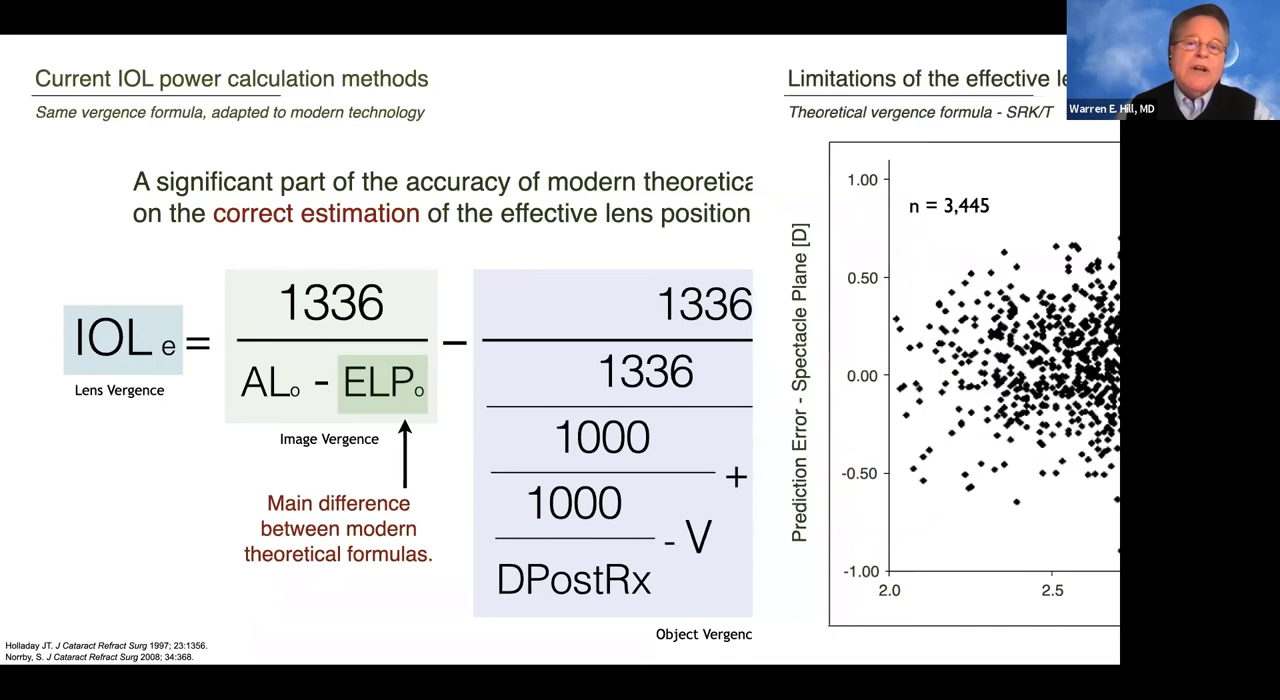 Current IOL power calculation methods
Same vergence formula, adapted to modern technology
A significant part of the accuracy of modern theoretica
on the correct estimation of the effective lens position
IOL e =
1336
AL o - ELP o
Lens Vergence
Image Vergence
Main difference
between modern
theoretical formulas.
-
1336
1336
1000
+
1000
- V
DPostRx
Object Vergenc
Holladay JT. J Cataract Refract Surg 1997; 23:1356.
Norrby, S. J Cataract Refract Surg 2008; 34:368.
Limitations of the effective le
Theoretical vergence formula - SRK/T
Prediction Error - Spectacle Plane [D]
n = 3,445
1.00
0.50
0.00
-0.50
-1.00
2.0
2.5
Warren E. Hill, MD